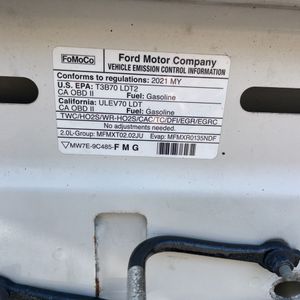 FoMoCo
Ford Motor Company
VEHICLE EMISSION CONTROL INFORMATION
Conforms to regulations: 2021 MY
U.S. EPA: T3B70 LDT2
CA OBD II Fuel: Gasoline
California: ULEV70 LDT
CA OBD II Fuel: Gasoline
TWC/HO2S/WR-HO2S/CAC/TC/DFI/EGR/EGRC
No adjustments needed.
2.0L-Group: MFMXT02.02JU Evap: MFMXR0135NDF
MW7E-9C485-FMG